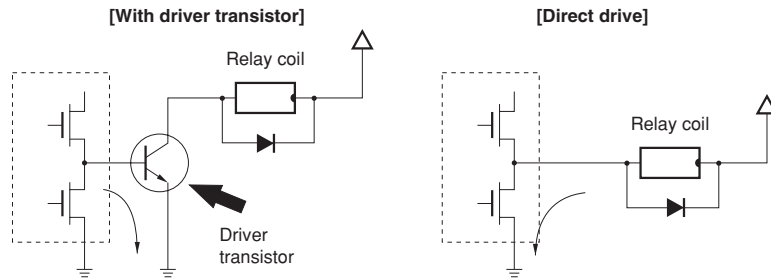 [With driver transistor]
[Direct drive]
Relay coil
Relay coil
Driver
transistor